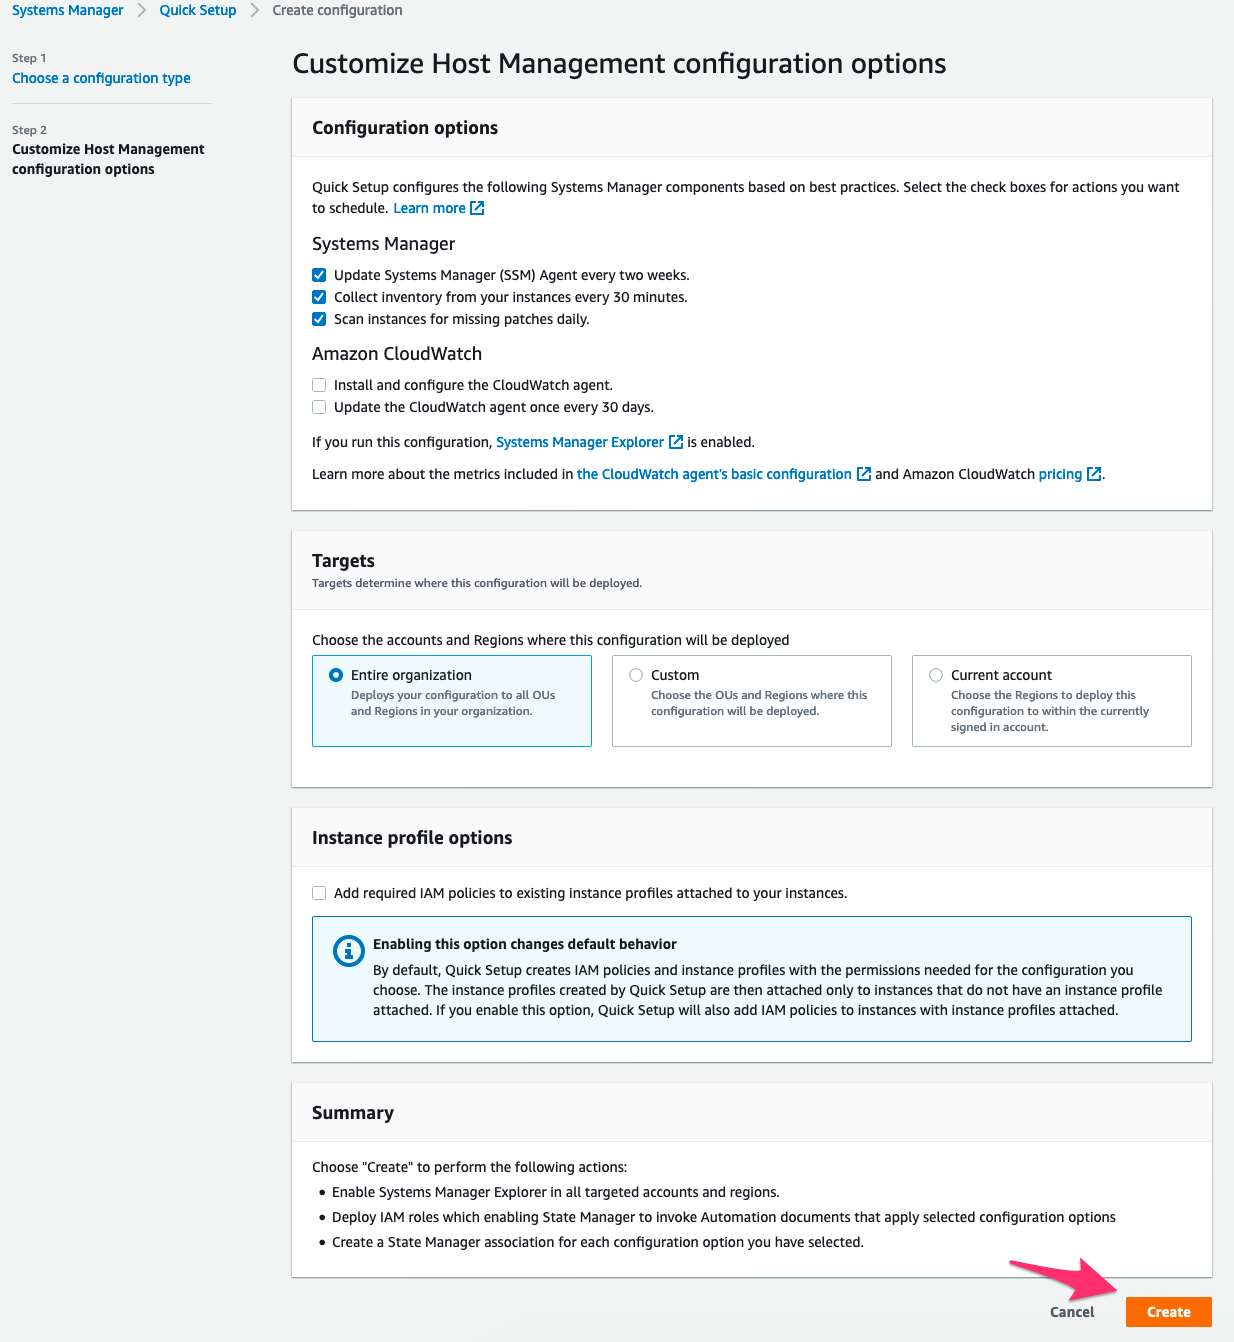 Systems Manager > Quick Setup > Create configuration
Step 1
Choose a configuration type
Step 2
Customize Host Management
configuration options
Customize Host Management configuration options
Configuration options
Quick Setup configures the following Systems Manager components based on best practices. Select the check boxes for actions you want
to schedule. Learn more
Systems Manager
Update Systems Manager (SSM) Agent every two weeks.
Collect inventory from your instances every 30 minutes.
Scan instances for missing patches daily.
Amazon CloudWatch
Install and configure the CloudWatch agent.
Update the CloudWatch agent once every 30 days.
If you run this configuration, Systems Manager Explorer is enabled.
Learn more about the metrics included in the CloudWatch agent's basic configuration and Amazon CloudWatch pricing.
Targets
Targets determine where this configuration will be deployed.
Choose the accounts and Regions where this configuration will be deployed
Entire organization
Deploys your configuration to all OUs
and Regions in your organization.
Custom
Choose the OUs and Regions where this
configuration will be deployed.
Current account
Choose the Regions to deploy this
configuration to within the currently
signed in account.
Instance profile options
Add required IAM policies to existing instance profiles attached to your instances.
Enabling this option changes default behavior
By default, Quick Setup creates IAM policies and instance profiles with the permissions needed for the configuration you
choose. The instance profiles created by Quick Setup are then attached only to instances that do not have an instance profile
attached. If you enable this option, Quick Setup will also add IAM policies to instances with instance profiles attached.
Summary
Choose "Create" to perform the following actions:
• Enable Systems Manager Explorer in all targeted accounts and regions.
• Deploy IAM roles which enabling State Manager to invoke Automation documents that apply selected configuration options
• Create a State Manager association for each configuration option you have selected.
Cancel
Create